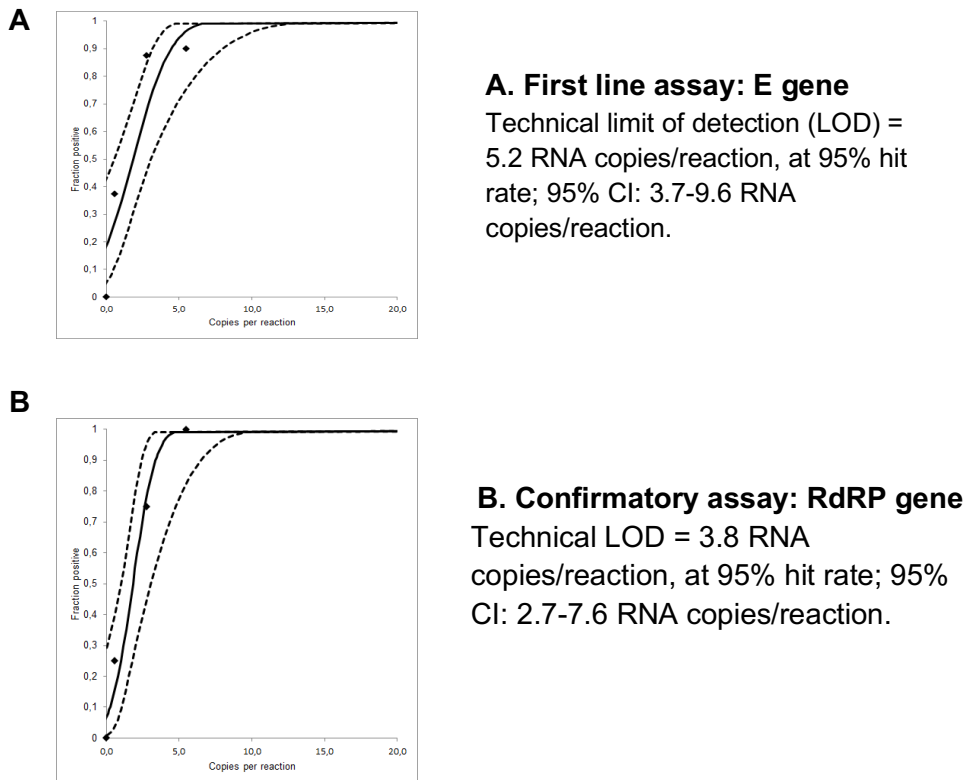 A
1
0,9
0,8
0,7
0,6
0,5
0,4
0,3
0,2
0,1
0
Fraction positive
0,0 5,0 10,0 15,0 20,0
Copies per reaction
A. First line assay: E gene
Technical limit of detection (LOD) =
5.2 RNA copies/reaction, at 95% hit
rate; 95% CI: 3.7-9.6 RNA
copies/reaction.
B
1
0,9
0,8
0,7
0,6
0,5
0,4
0,3
0,2
0,1
0
Fraction positive
0,0 5,0 10,0 15,0 20,0
Copies per reaction
B. Confirmatory assay: RdRP gene
Technical LOD = 3.8 RNA
copies/reaction, at 95% hit rate; 95%
CI: 2.7-7.6 RNA copies/reaction.